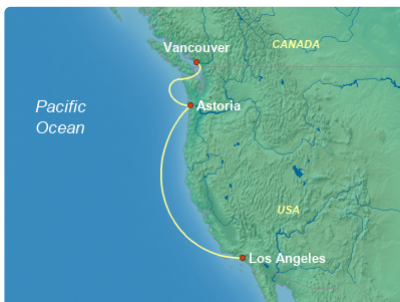 Vancouver
CANADA
Pacific
Ocean
Astoria
USA
Los Angeles